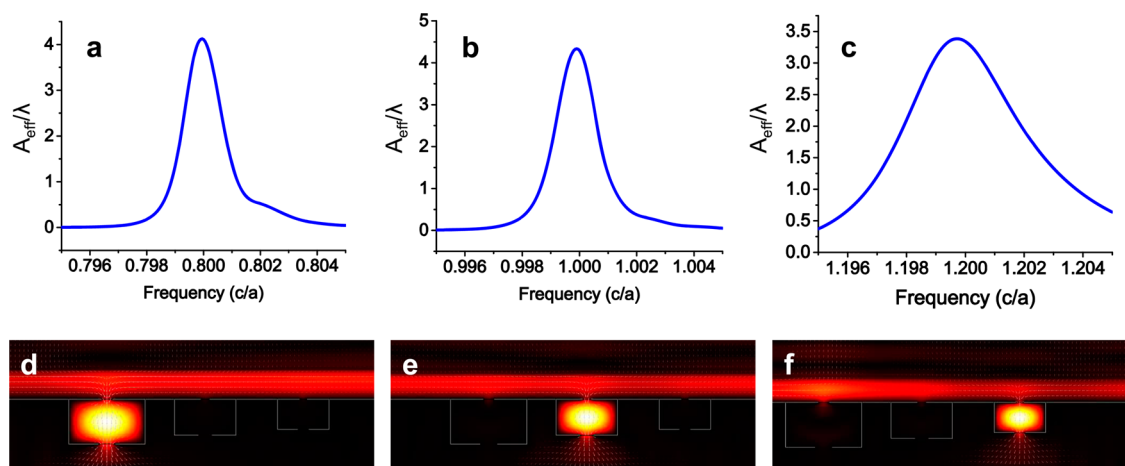 a
A_eff/λ
4
3
2
1
0
0.796 0.798 0.800 0.802 0.804
Frequency (c/a)
b
A_eff/λ
5
4
3
2
1
0
0.996 0.998 1.000 1.002 1.004
Frequency (c/a)
c
A_eff/λ
3.5
3.0
2.5
2.0
1.5
1.0
0.5
0.0
1.196 1.198 1.200 1.202 1.204
Frequency (c/a)
d
e
f